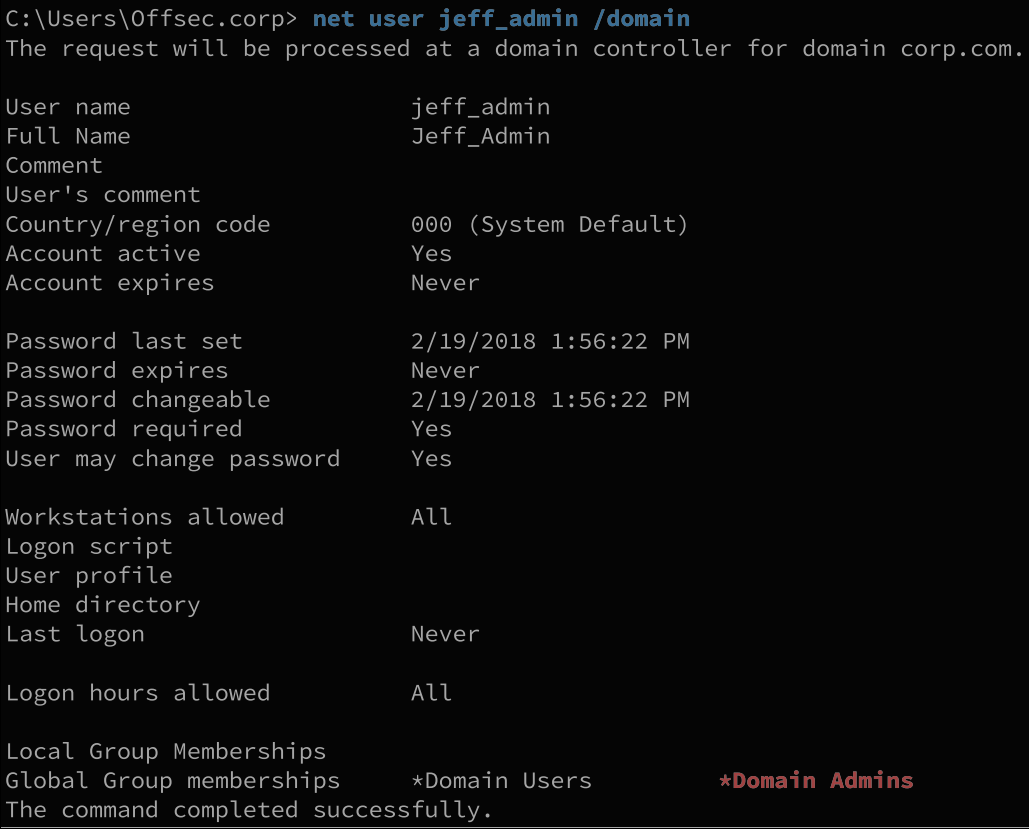 C:\Users\Offsec.corp> net user jeff_admin /domain
The request will be processed at a domain controller for domain corp.com.
User name jeff_admin
Full Name Jeff_Admin
Comment
User's comment
Country/region code 000 (System Default)
Account active Yes
Account expires Never
Password last set 2/19/2018 1:56:22 PM
Password expires Never
Password changeable 2/19/2018 1:56:22 PM
Password required Yes
User may change password Yes
Workstations allowed All
Logon script
User profile
Home directory
Last logon Never
Logon hours allowed All
Local Group Memberships
Global Group memberships *Domain Users *Domain Admins
The command completed successfully.